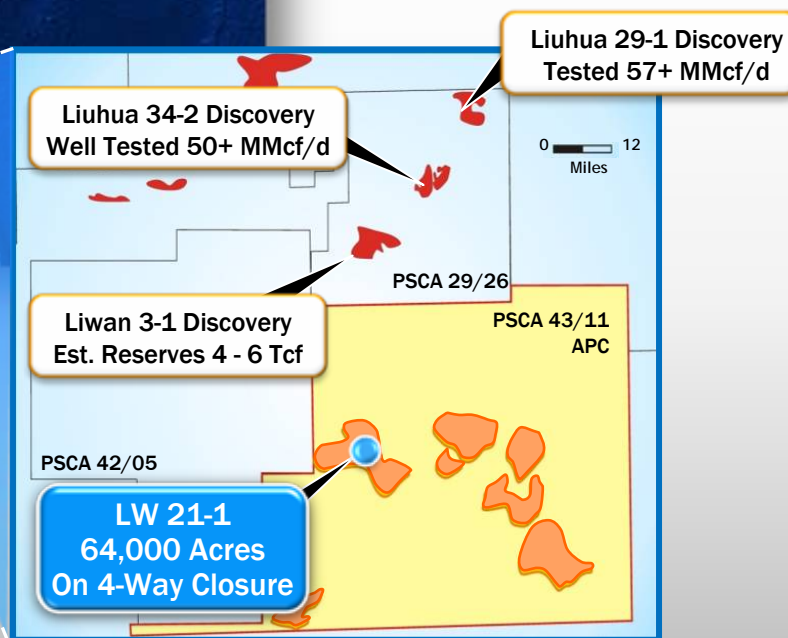 Liuhua 29-1 Discovery
Tested 57+ MMcf/d
Liuhua 34-2 Discovery
Well Tested 50+ MMcf/d
0 12
Miles
PSCA 29/26
Liwan 3-1 Discovery
Est. Reserves 4 - 6 Tcf
PSCA 43/11
APC
PSCA 42/05
LW 21-1
64,000 Acres
On 4-Way Closure